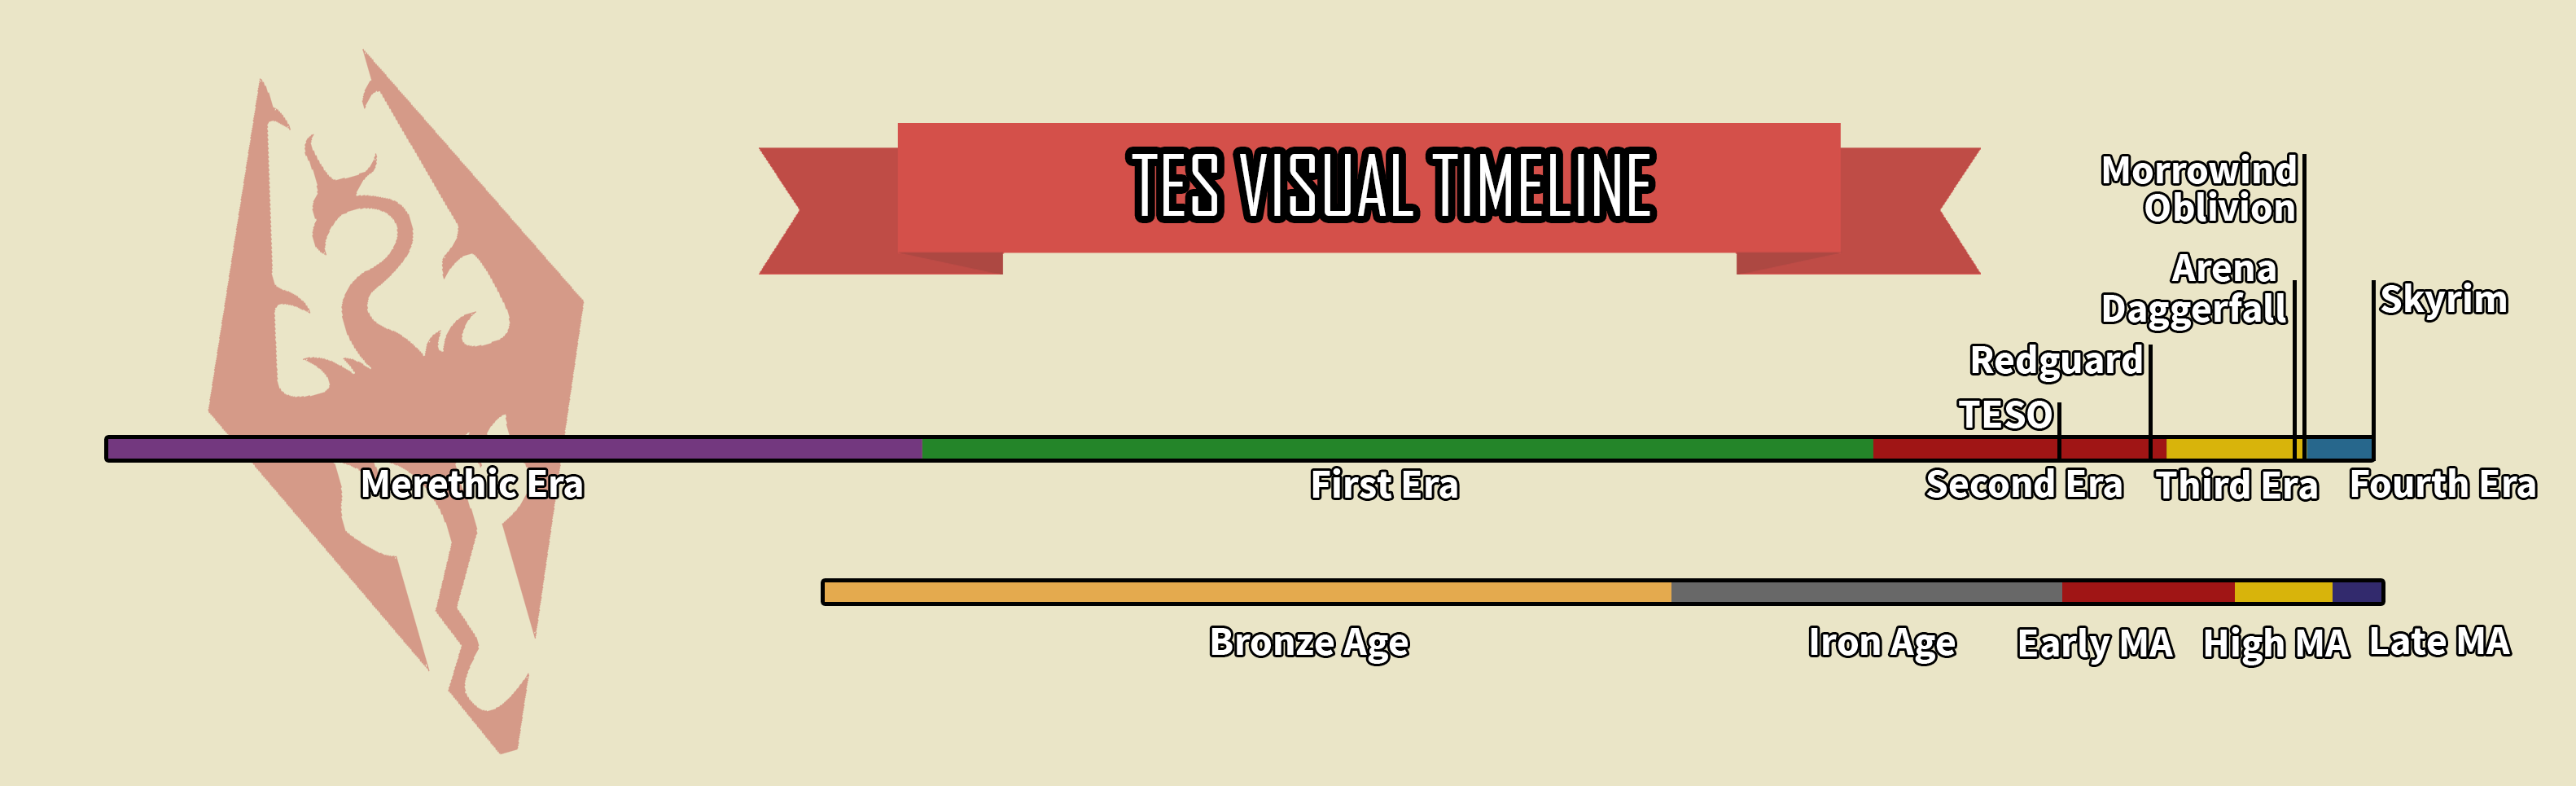 TES VISUAL TIMELINE
Morrowind
Oblivion
Arena
Daggerfall
Skyrim
Redguard
TESO
Merethic Era
First Era
Second Era
Third Era
Fourth Era
Bronze Age
Iron Age
Early MA
High MA
Late MA